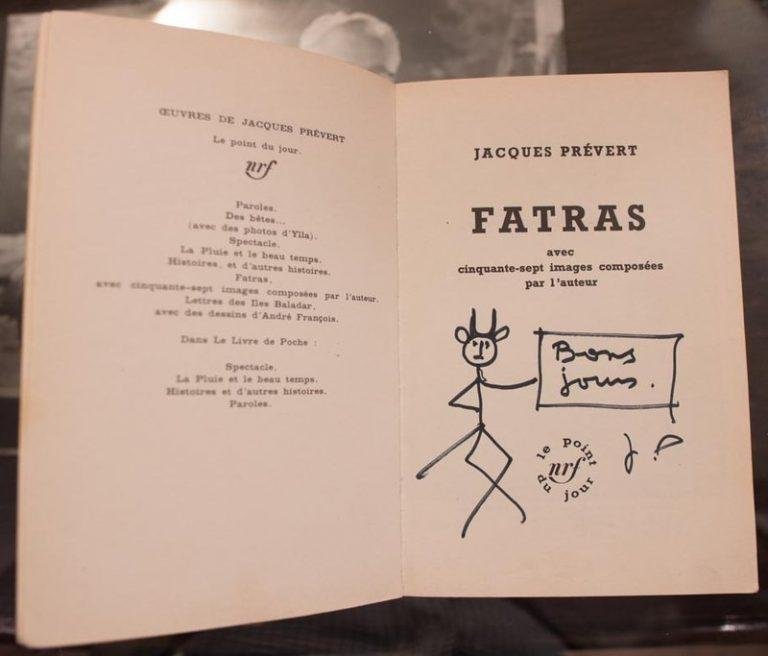 ŒUVRES DE JACQUES PRÉVERT
Le point du jour.
nrf
Paroles.
Des bêtes...
(avec des photos d'Ylla).
Spectacle.
La Pluie et le beau temps.
Histoires, et d'autres histoires.
Fatras,
avec cinquante-sept images composées par l'auteur.
Lettres des Iles Baladar,
avec des dessins d'André François.
Dans Le Livre de Poche :
Spectacle.
La Pluie et le beau temps.
Histoires et d'autres histoires.
Paroles.
JACQUES PRÉVERT
FATRAS
avec
cinquante-sept images composées
par l'auteur
Bons
jours.
J.P
le Point
nrf
du jour